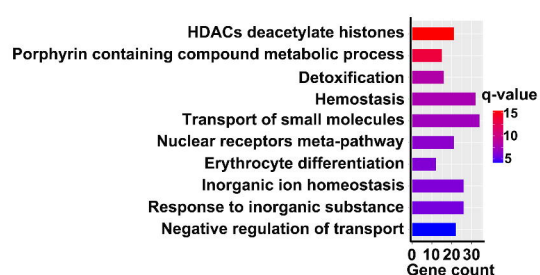 HDACs deacetylate histones
Porphyrin containing compound metabolic process
Detoxification
Hemostasis
Transport of small molecules
Nuclear receptors meta-pathway
Erythrocyte differentiation
Inorganic ion homeostasis
Response to inorganic substance
Negative regulation of transport
0 10 20 30
Gene count
q-value
15
10
5